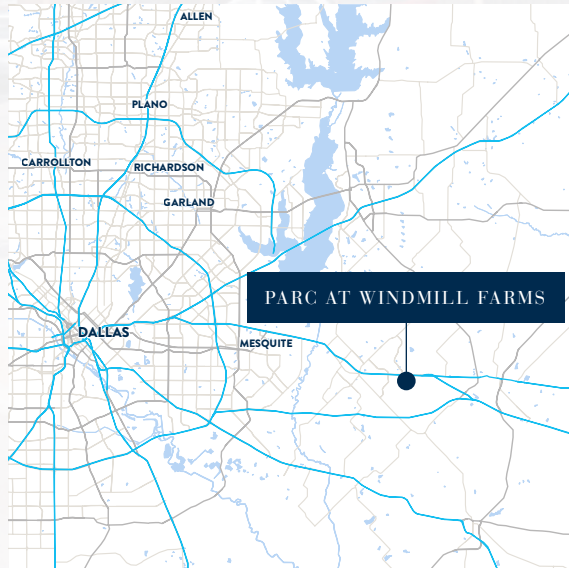 ALLEN
PLANO
CARROLLTON
RICHARDSON
GARLAND
PARC AT WINDMILL FARMS
DALLAS
MESQUITE